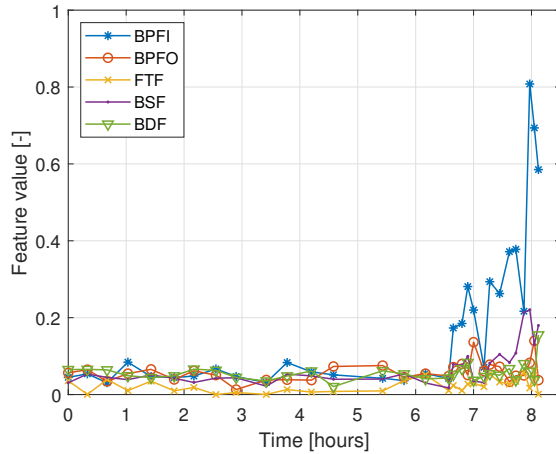 1
0.8
0.6
0.4
0.2
0
Feature value [-]
BPFI
BPFO
FTF
BSF
BDF
0 1 2 3 4 5 6 7 8
Time [hours]